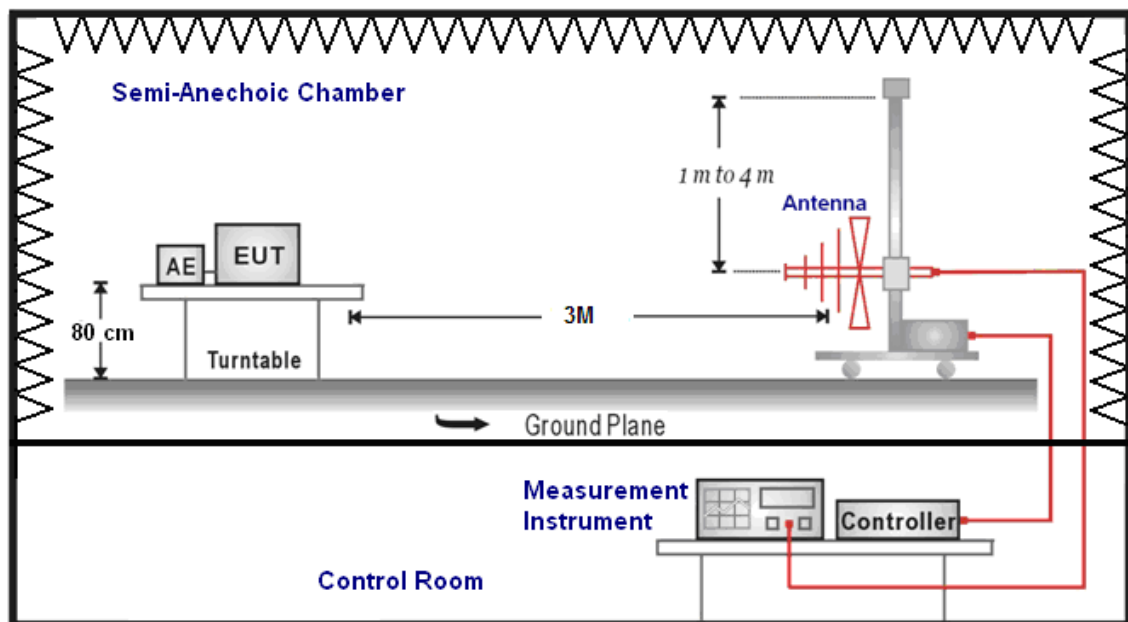 Semi-Anechoic Chamber
1 m to 4 m
Antenna
AE
EUT
80 cm
3M
Turntable
Ground Plane
Measurement
Instrument
Controller
Control Room